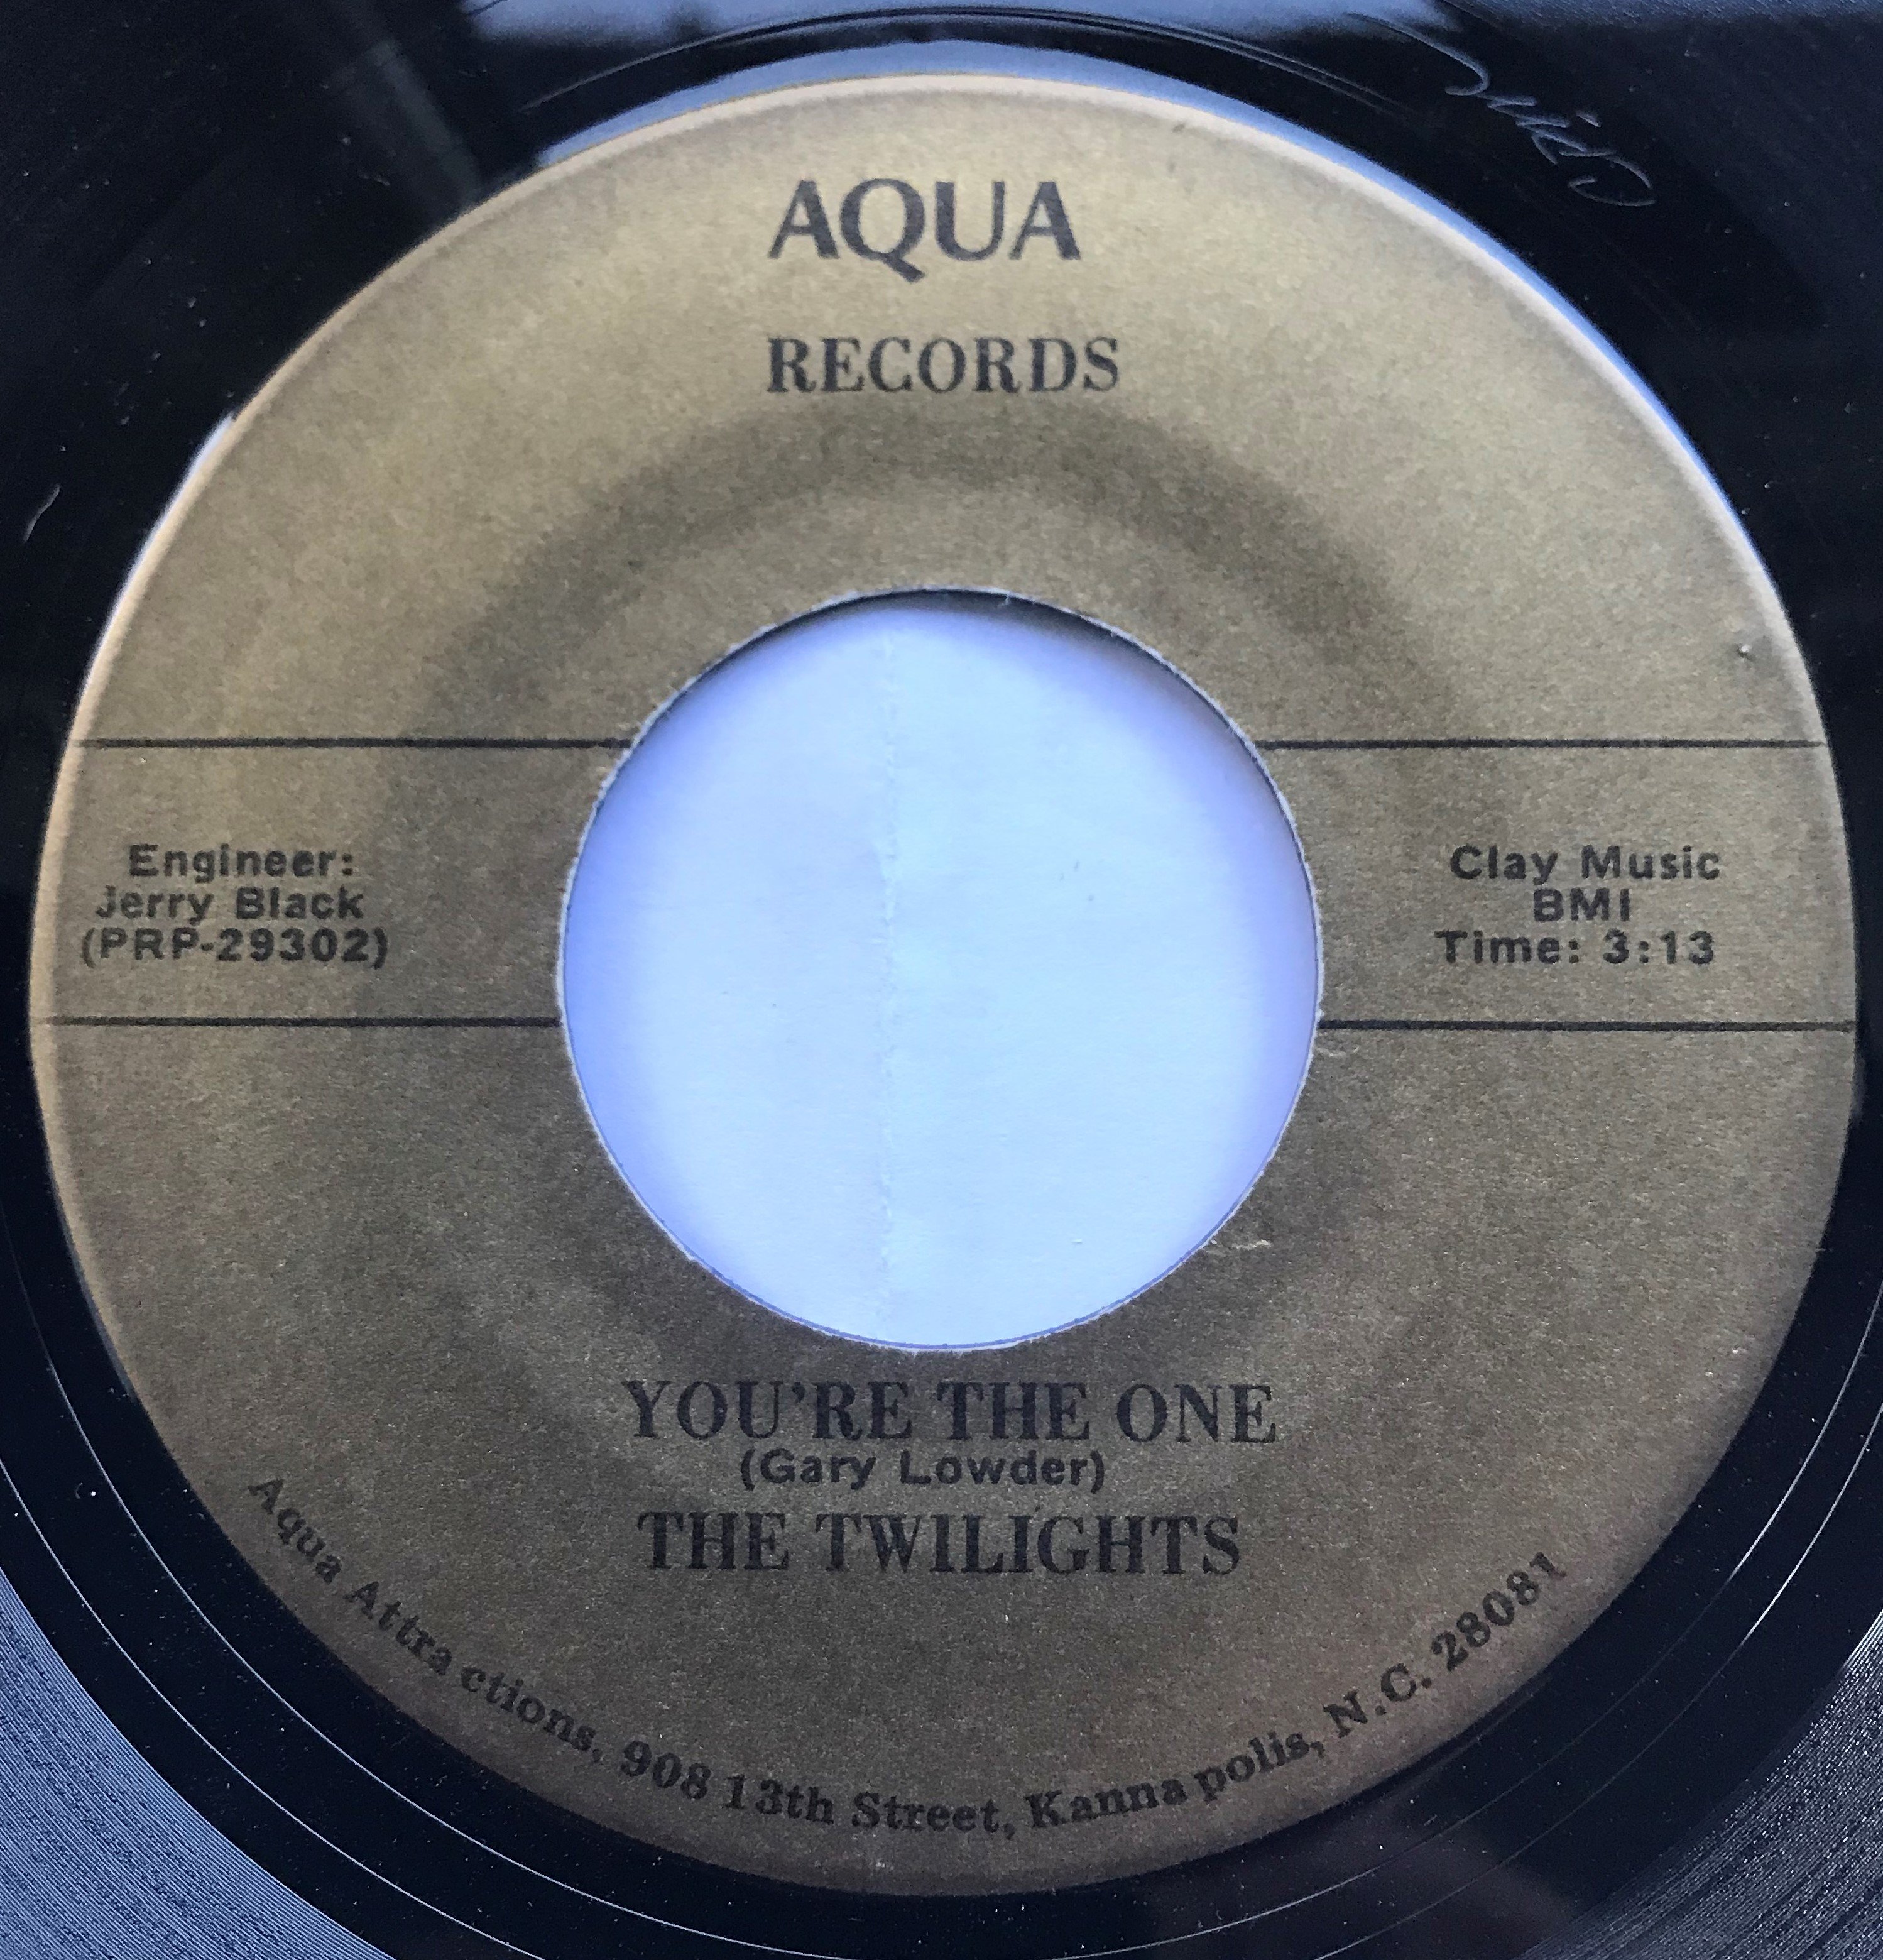 AQUA
RECORDS
Engineer:
Jerry Black
(PRP-29302)
Clay Music
BMI
Time: 3:13
YOU'RE THE ONE
(Gary Lowder)
THE TWILIGHTS
Aqua Attractions, 908 13th Street, Kannapolis, N.C. 28081